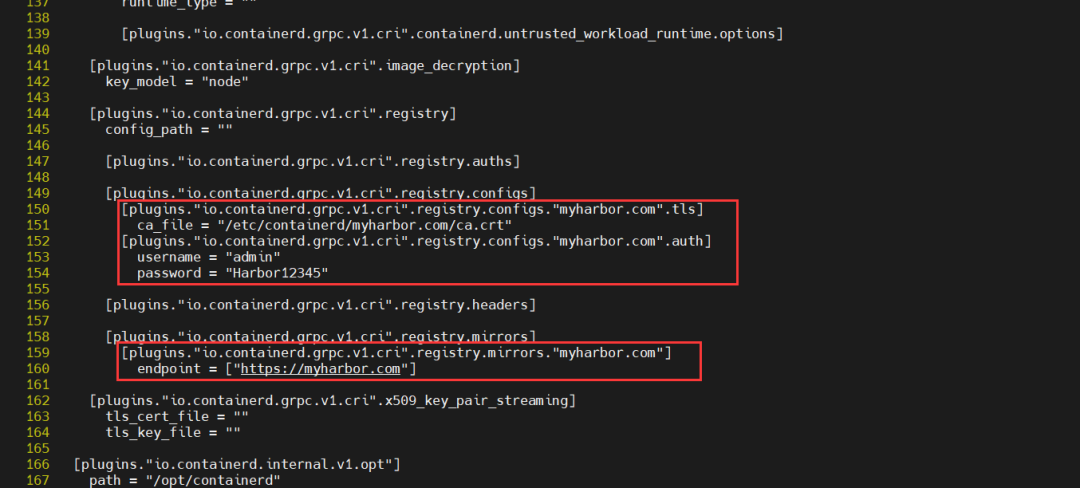 137 runtime_type = ""
138
139 [plugins."io.containerd.grpc.v1.cri".containerd.untrusted_workload_runtime.options]
140
141 [plugins."io.containerd.grpc.v1.cri".image_decryption]
142 key_model = "node"
143
144 [plugins."io.containerd.grpc.v1.cri".registry]
145 config_path = ""
146
147 [plugins."io.containerd.grpc.v1.cri".registry.auths]
148
149 [plugins."io.containerd.grpc.v1.cri".registry.configs]
150 [plugins."io.containerd.grpc.v1.cri".registry.configs."myharbor.com".tls]
151 ca_file = "/etc/containerd/myharbor.com/ca.crt"
152 [plugins."io.containerd.grpc.v1.cri".registry.configs."myharbor.com".auth]
153 username = "admin"
154 password = "Harbor12345"
155
156 [plugins."io.containerd.grpc.v1.cri".registry.headers]
157
158 [plugins."io.containerd.grpc.v1.cri".registry.mirrors]
159 [plugins."io.containerd.grpc.v1.cri".registry.mirrors."myharbor.com"]
160 endpoint = ["https://myharbor.com"]
161
162 [plugins."io.containerd.grpc.v1.cri".x509_key_pair_streaming]
163 tls_cert_file = ""
164 tls_key_file = ""
165
166 [plugins."io.containerd.internal.v1.opt"]
167 path = "/opt/containerd"